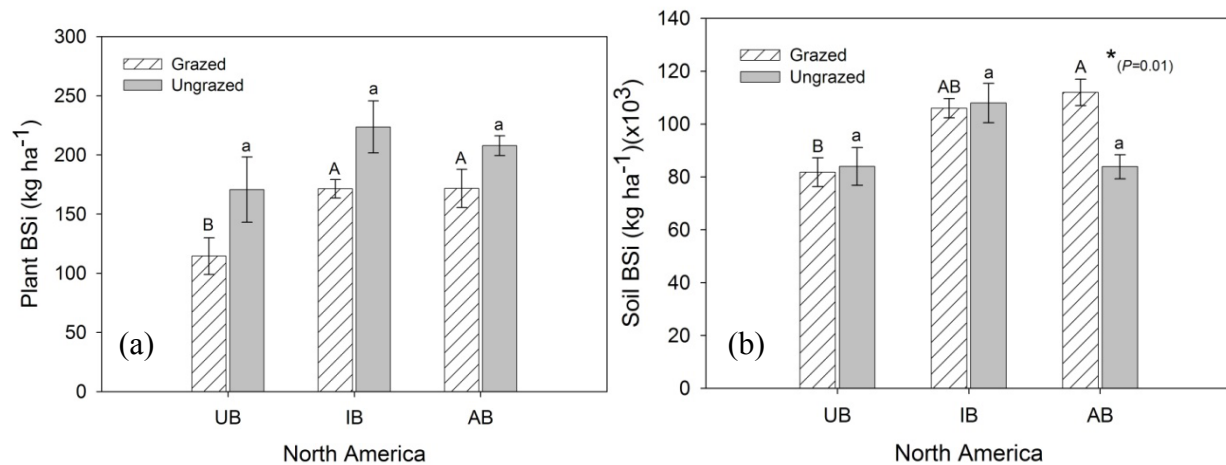 Plant BSi (kg ha⁻¹)
300
250
200
150
100
50
0
Grazed
Ungrazed
B
a
A
a
A
a
(a)
UB
IB
AB
North America
Soil BSi (kg ha⁻¹)(x10³)
140
120
100
80
60
40
20
0
Grazed
Ungrazed
B
a
AB
a
A
a
*(P=0.01)
(b)
UB
IB
AB
North America